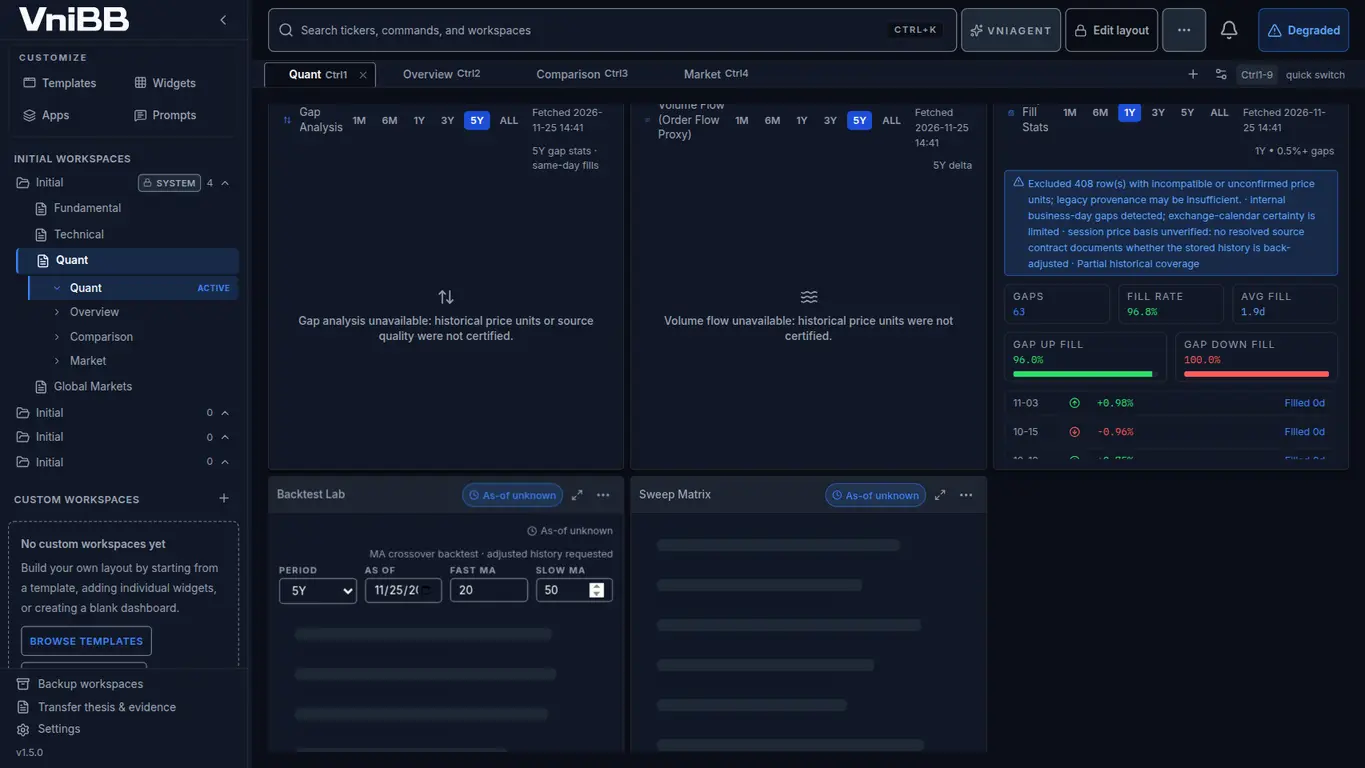 VniBB
CUSTOMIZE
Templates
Widgets
Apps
Prompts
INITIAL WORKSPACES
Initial
SYSTEM
4
Fundamental
Technical
Quant
Quant
ACTIVE
Overview
Comparison
Market
Global Markets
Initial
0
Initial
0
Initial
0
CUSTOM WORKSPACES
No custom workspaces yet
Build your own layout by starting from
a template, adding individual widgets,
or creating a blank dashboard.
BROWSE TEMPLATES
Backup workspaces
Transfer thesis & evidence
Settings
v1.5.0
Search tickers, commands, and workspaces
CTRL+K
VNIAGENT
Edit layout
Degraded
Quant Ctrl1
Overview Ctrl2
Comparison Ctrl3
Market Ctrl4
Ctrl1-9
quick switch
Gap
Analysis
1M 6M 1Y 3Y 5Y ALL
Fetched 2026-
11-25 14:41
5Y gap stats ·
same-day fills
Gap analysis unavailable: historical price units or source
quality were not certified.
Volume Flow
(Order Flow
Proxy)
1M 6M 1Y 3Y 5Y ALL
Fetched
2026-11-25
14:41
5Y delta
Volume flow unavailable: historical price units were not
certified.
Fill
Stats
1M 6M 1Y 3Y 5Y ALL
Fetched 2026-11-
25 14:41
1Y • 0.5%+ gaps
Excluded 408 row(s) with incompatible or unconfirmed price
units; legacy provenance may be insufficient. · Internal
business-day gaps detected; exchange-calendar certainty is
limited · session price basis unverified: no resolved source
contract documents whether the stored history is back-
adjusted · Partial historical coverage
GAPS
63
FILL RATE
96.8%
AVG FILL
1.9d
GAP UP FILL
96.0%
GAP DOWN FILL
100.0%
11-03
+0.98%
Filled 0d
10-15
-0.96%
Filled 0d
Backtest Lab
As-of unknown
As-of unknown
MA crossover backtest · adjusted history requested
PERIOD
AS OF
FAST MA
SLOW MA
5Y
11/25/20
20
50
Sweep Matrix
As-of unknown